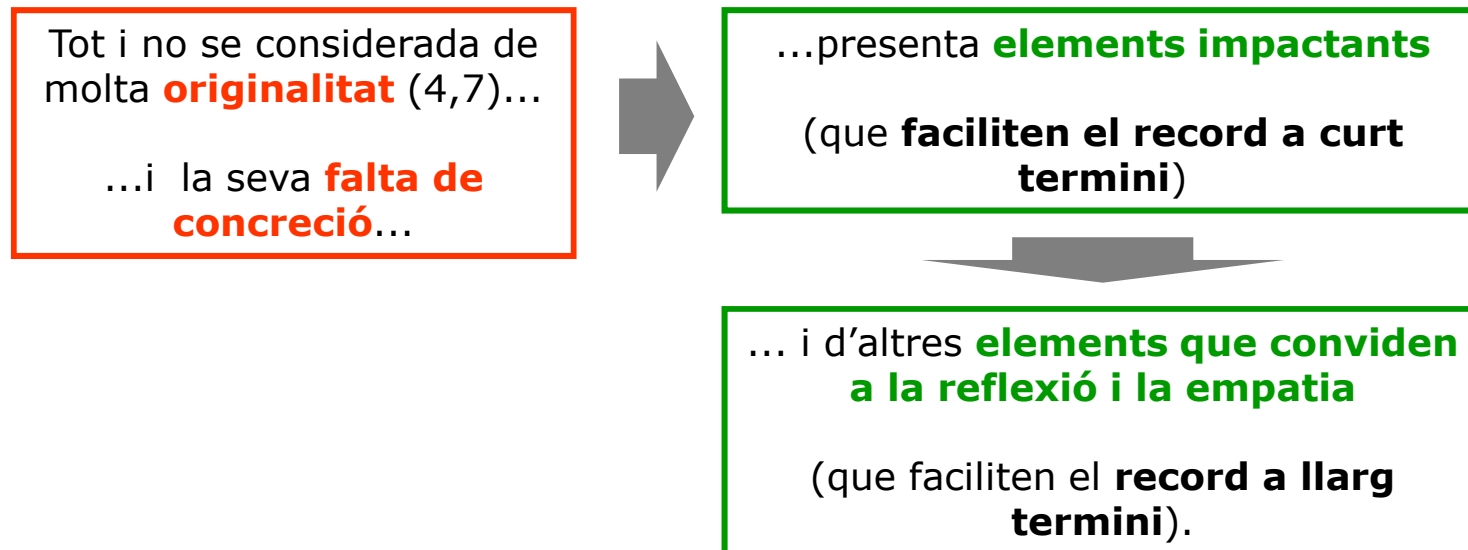 Tot i no se considerada de
molta originalitat (4,7)...
...i la seva falta de
concreció...
...presenta elements impactants
(que faciliten el record a curt
termini)
... i d’altres elements que conviden
a la reflexió i la empatia
(que faciliten el record a llarg
termini).